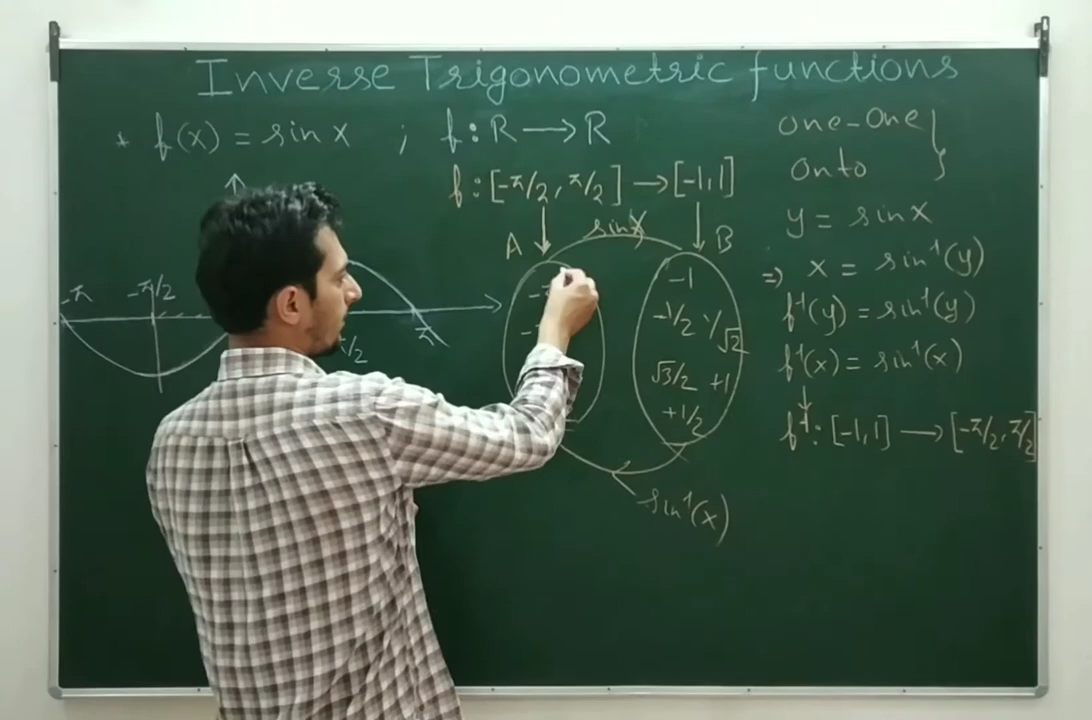 Inverse Trigonometric functions
* f(x) = sin x ; f : R → R
f : [-π/2, π/2] → [-1, 1]
A sin x B
-1
-1/2 1/√2
√3/2 +1
+1/2
sin⁻¹(x)
-π -π/2 π/2 π
one-one }
onto
y = sin x
⇒ x = sin⁻¹(y)
f⁻¹(y) = sin⁻¹(y)
f⁻¹(x) = sin⁻¹(x)
f⁻¹ : [-1, 1] → [-π/2, π/2]